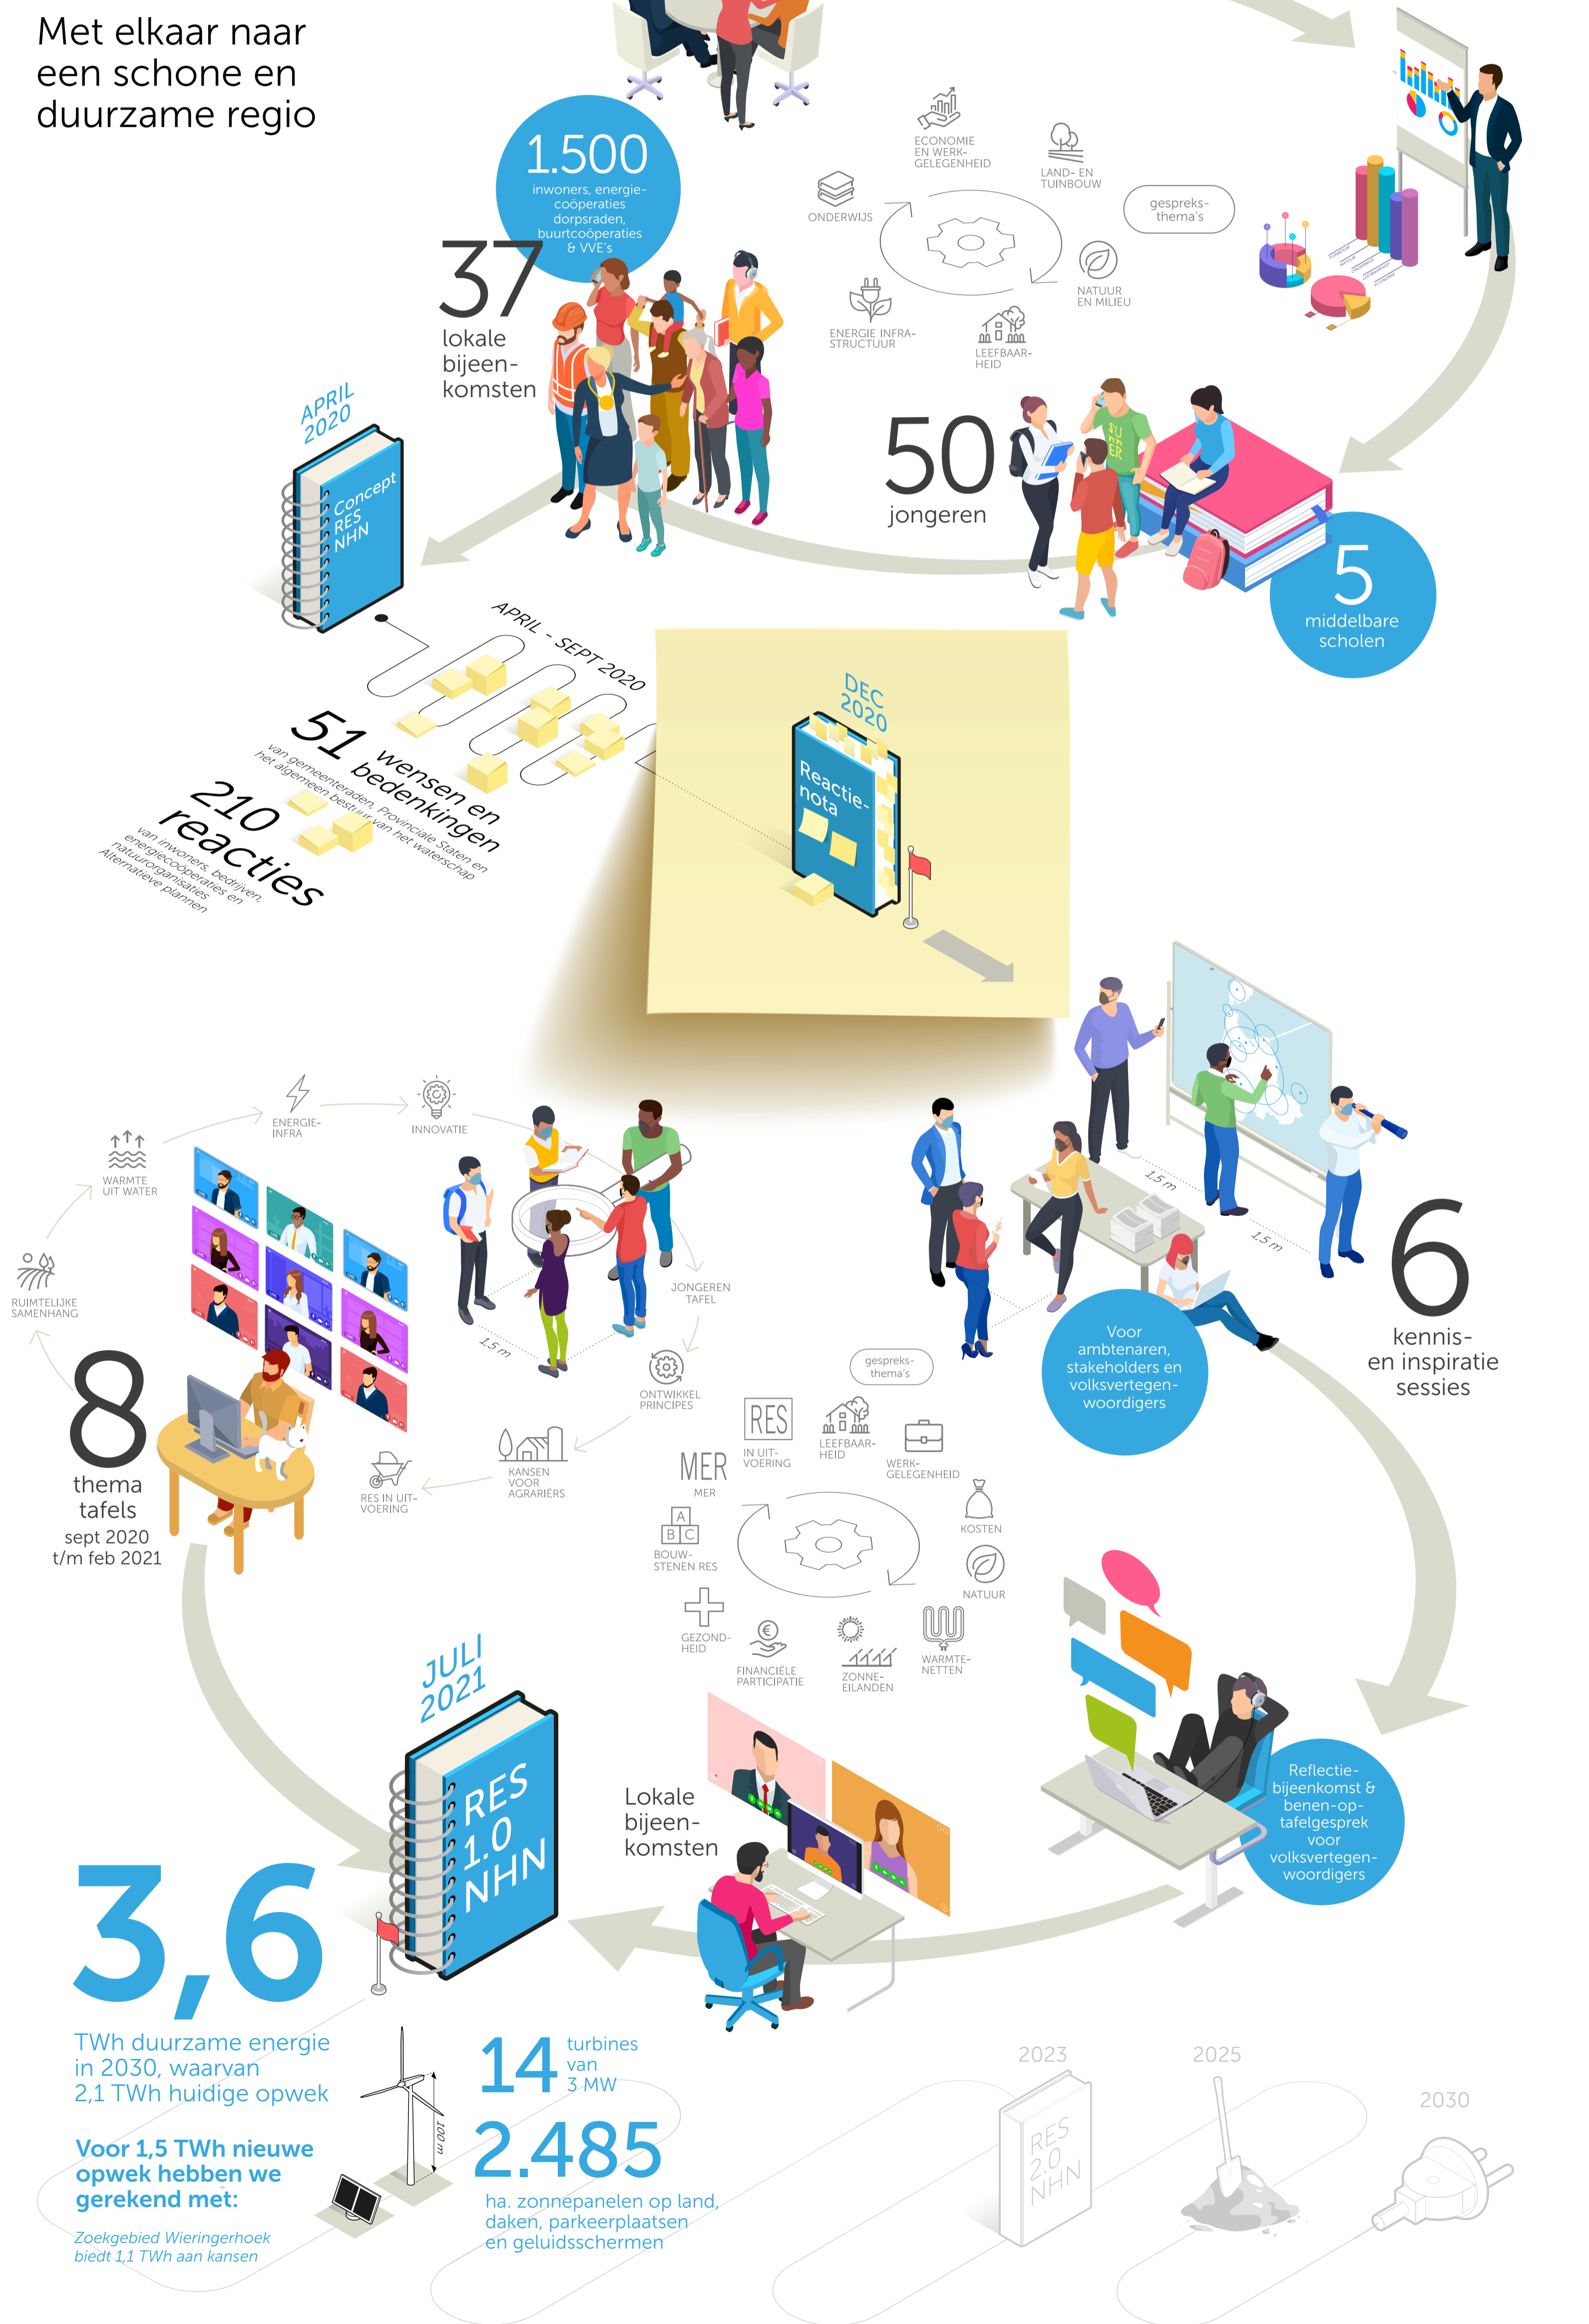 Met elkaar naar
een schone en
duurzame regio
1.500
inwoners, energie-
coöperaties
dorpsraden,
buurtcoöperaties
& VVE's
37
lokale
bijeen-
komsten
ECONOMIE
EN WERK-
GELEGENHEID
LAND- EN
TUINBOUW
ONDERWIJS
gespreks-
thema's
NATUUR
EN MILIEU
ENERGIE INFRA-
STRUCTUUR
LEEFBAAR-
HEID
50
jongeren
SU
MM
ER
5
middelbare
scholen
APRIL
2020
Concept
RES
NHN
APRIL - SEPT 2020
51 wensen en
bedenkingen
van gemeenteraden, Provinciale Staten en
het algemeen bestuur van het waterschap
210
reacties
van inwoners, bedrijven,
energiecoöperaties en
natuurorganisaties
Alternatieve plannen
DEC
2020
Reactie-
nota
ENERGIE-
INFRA
INNOVATIE
WARMTE
UIT WATER
RUIMTELIJKE
SAMENHANG
JONGEREN
TAFEL
1.5 m
ONTWIKKEL
PRINCIPES
KANSEN
VOOR
AGRARIËRS
RES IN UIT-
VOERING
8
thema
tafels
sept 2020
t/m feb 2021
1.5 m
1.5 m
6
kennis-
en inspiratie
sessies
Voor
ambtenaren,
stakeholders en
volksvertegen-
woordigers
gespreks-
thema's
RES
IN UIT-
VOERING
LEEFBAAR-
HEID
WERK-
GELEGENHEID
MER
MER
KOSTEN
A
B C
BOUW-
STENEN RES
NATUUR
GEZOND-
HEID
FINANCIËLE
PARTICIPATIE
ZONNE-
EILANDEN
WARMTE-
NETTEN
Reflectie-
bijeenkomst &
benen-op-
tafelgesprek
voor
volksvertegen-
woordigers
Lokale
bijeen-
komsten
JULI
2021
RES
1.0
NHN
3,6
TWh duurzame energie
in 2030, waarvan
2,1 TWh huidige opwek
Voor 1,5 TWh nieuwe
opwek hebben we
gerekend met:
Zoekgebied Wieringerhoek
biedt 1,1 TWh aan kansen
100 m
14 turbines
van
3 MW
2.485
ha. zonnepanelen op land,
daken, parkeerplaatsen
en geluidsschermen
2023
RES
2.0
NHN
2025
2030